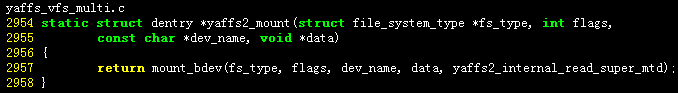 yaffs_vfs_multi.c
2954 static struct dentry *yaffs2_mount(struct file_system_type *fs_type, int flags,
2955         const char *dev_name, void *data)
2956 {
2957         return mount_bdev(fs_type, flags, dev_name, data, yaffs2_internal_read_super_mtd);
2958 }